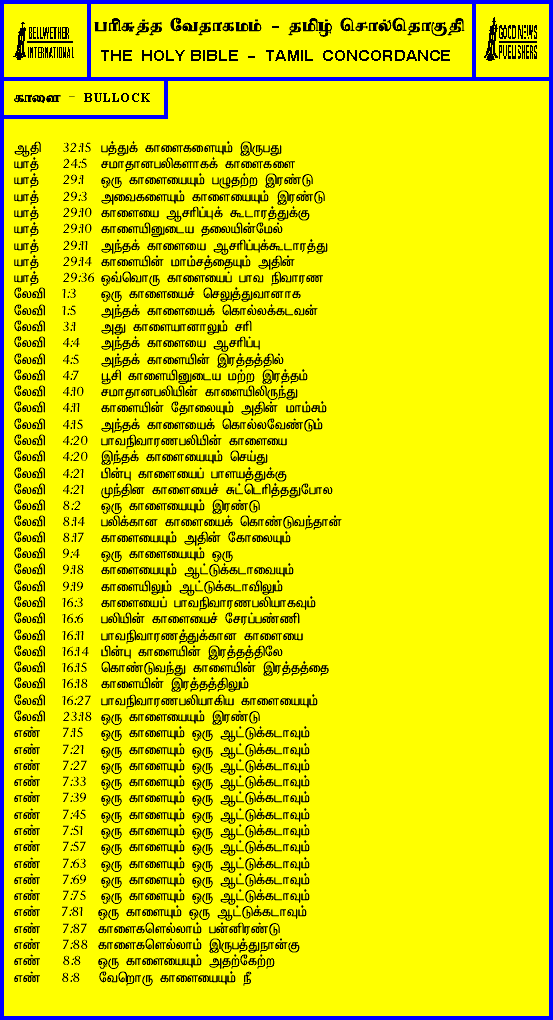 BELLWETHER
INTERNATIONAL
பரிசுத்த வேதாகமம் - தமிழ் சொல்தொகுதி
THE HOLY BIBLE - TAMIL CONCORDANCE
GOOD NEWS
PUBLISHERS
காளை - BULLOCK
ஆதி 32:15 பத்துக் காளைகளையும் இருபது
யாத் 24:5 சமாதானபலிகளாகக் காளைகளை
யாத் 29:1 ஒரு காளையையும் பழுதற்ற இரண்டு
யாத் 29:3 அவைகளையும் காளையையும் இரண்டு
யாத் 29:10 காளையை ஆசரிப்புக் கூடாரத்துக்கு
யாத் 29:10 காளையினுடைய தலையின்மேல்
யாத் 29:11 அந்தக் காளையை ஆசரிப்புக்கூடாரத்து
யாத் 29:14 காளையின் மாம்சத்தையும் அதின்
யாத் 29:36 ஒவ்வொரு காளையைப் பாவ நிவாரண
லேவி 1:3 ஒரு காளையைச் செலுத்துவானாக
லேவி 1:5 அந்தக் காளையைக் கொல்லக்கடவன்
லேவி 3:1 அது காளையானாலும் சரி
லேவி 4:4 அந்தக் காளையை ஆசரிப்பு
லேவி 4:5 அந்தக் காளையின் இரத்தத்தில்
லேவி 4:7 பூசி காளையினுடைய மற்ற இரத்தம்
லேவி 4:10 சமாதானபலியின் காளையிலிருந்து
லேவி 4:11 காளையின் தோலையும் அதின் மாம்சம்
லேவி 4:15 அந்தக் காளையைக் கொல்லவேண்டும்
லேவி 4:20 பாவநிவாரணபலியின் காளையை
லேவி 4:20 இந்தக் காளையையும் செய்து
லேவி 4:21 பின்பு காளையைப் பாளயத்துக்கு
லேவி 4:21 முந்தின காளையைச் சுட்டெரித்ததுபோல
லேவி 8:2 ஒரு காளையையும் இரண்டு
லேவி 8:14 பலிக்கான காளையைக் கொண்டுவந்தான்
லேவி 8:17 காளையையும் அதின் கோலையும்
லேவி 9:4 ஒரு காளையையும் ஒரு
லேவி 9:18 காளையையும் ஆட்டுக்கடாவையும்
லேவி 9:19 காளையிலும் ஆட்டுக்கடாவிலும்
லேவி 16:3 காளையைப் பாவநிவாரணபலியாகவும்
லேவி 16:6 பலியின் காளையைச் சேரப்பண்ணி
லேவி 16:11 பாவநிவாரணத்துக்கான காளையை
லேவி 16:14 பின்பு காளையின் இரத்தத்திலே
லேவி 16:15 கொண்டுவந்து காளையின் இரத்தத்தை
லேவி 16:18 காளையின் இரத்தத்திலும்
லேவி 16:27 பாவநிவாரணபலியாகிய காளையையும்
லேவி 23:18 ஒரு காளையையும் இரண்டு
எண் 7:15 ஒரு காளையும் ஒரு ஆட்டுக்கடாவும்
எண் 7:21 ஒரு காளையும் ஒரு ஆட்டுக்கடாவும்
எண் 7:27 ஒரு காளையும் ஒரு ஆட்டுக்கடாவும்
எண் 7:33 ஒரு காளையும் ஒரு ஆட்டுக்கடாவும்
எண் 7:39 ஒரு காளையும் ஒரு ஆட்டுக்கடாவும்
எண் 7:45 ஒரு காளையும் ஒரு ஆட்டுக்கடாவும்
எண் 7:51 ஒரு காளையும் ஒரு ஆட்டுக்கடாவும்
எண் 7:57 ஒரு காளையும் ஒரு ஆட்டுக்கடாவும்
எண் 7:63 ஒரு காளையும் ஒரு ஆட்டுக்கடாவும்
எண் 7:69 ஒரு காளையும் ஒரு ஆட்டுக்கடாவும்
எண் 7:75 ஒரு காளையும் ஒரு ஆட்டுக்கடாவும்
எண் 7:81 ஒரு காளையும் ஒரு ஆட்டுக்கடாவும்
எண் 7:87 காளைகளெல்லாம் பன்னிரண்டு
எண் 7:88 காளைகளெல்லாம் இருபத்துநான்கு
எண் 8:8 ஒரு காளையையும் அதற்கேற்ற
எண் 8:8 வேறொரு காளையையும் நீ